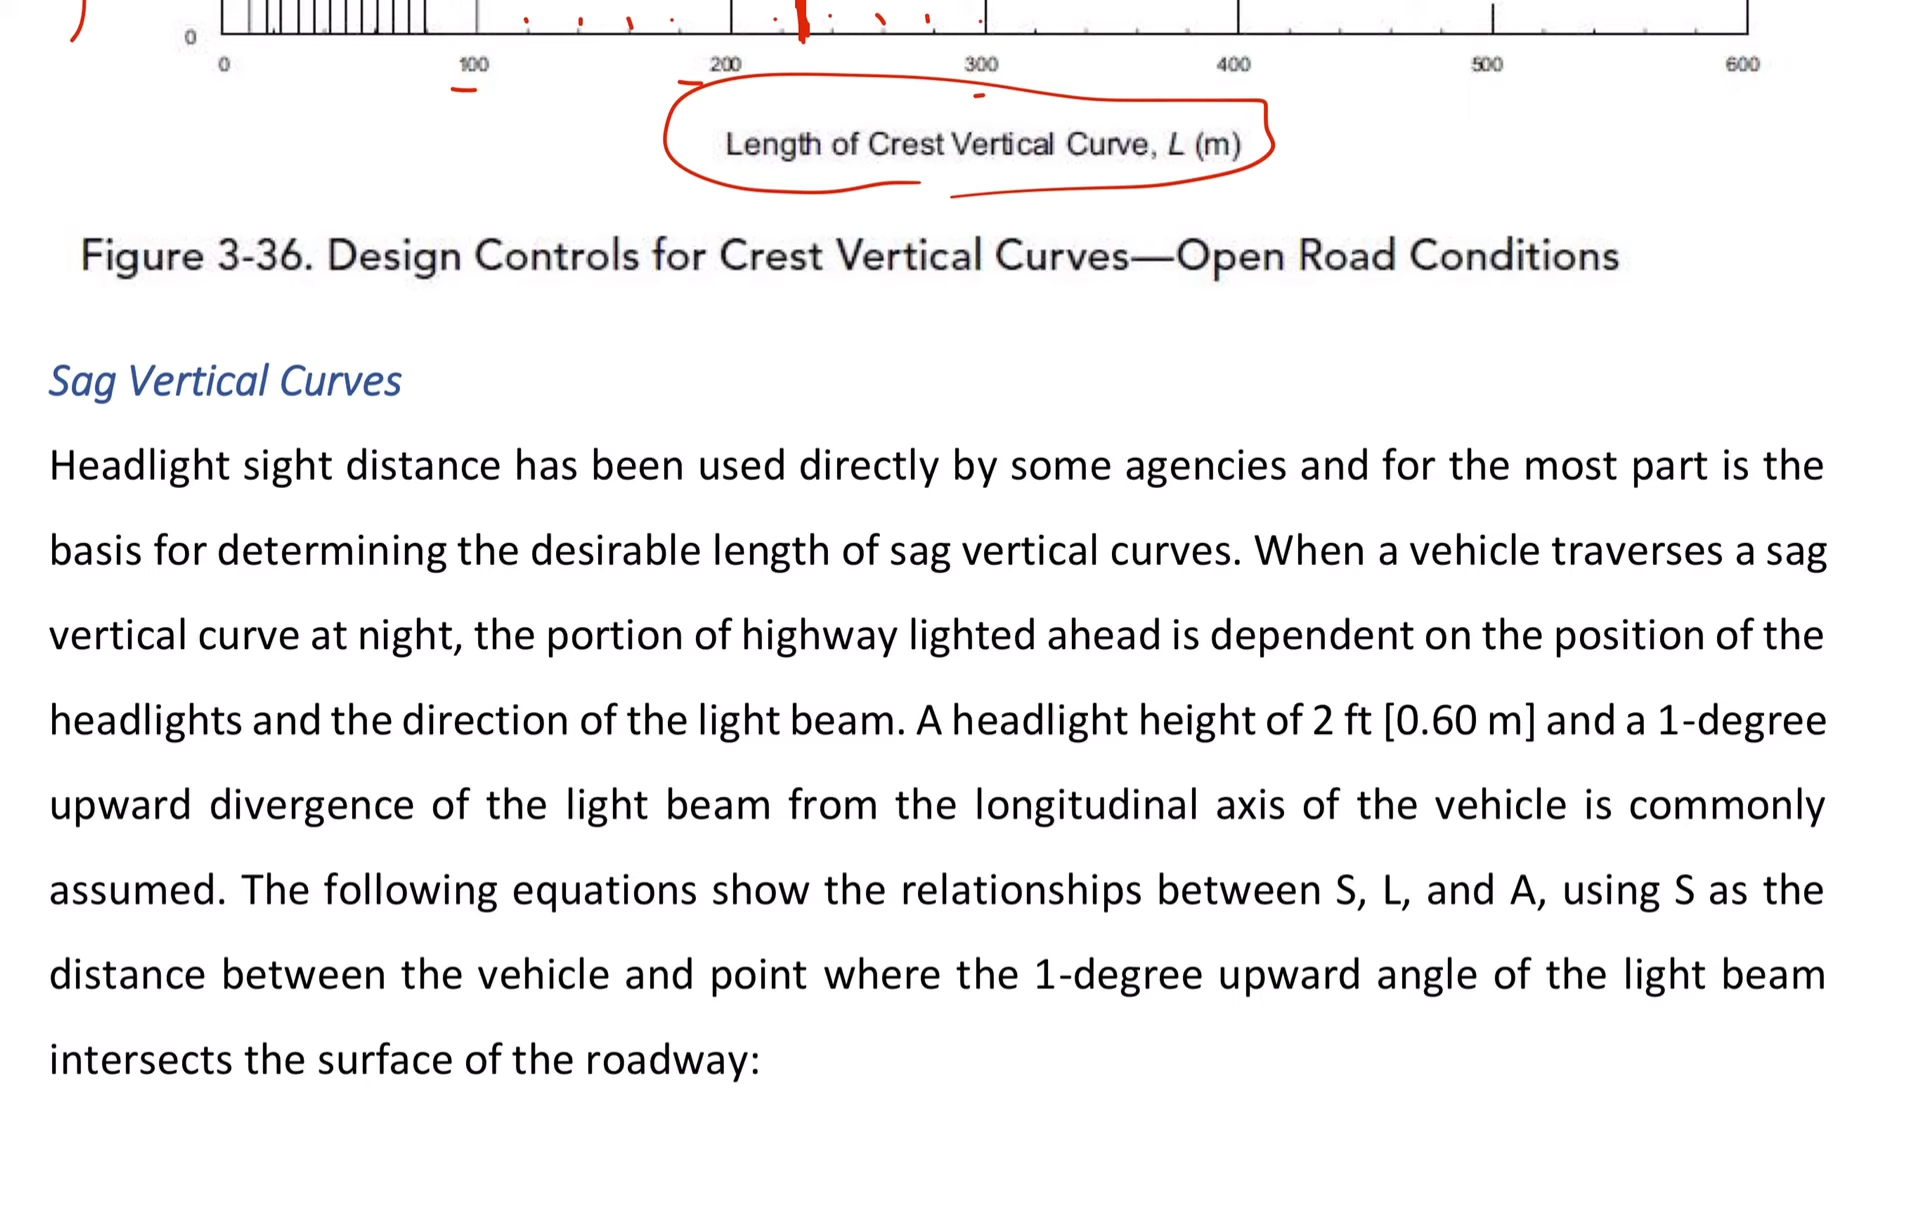 0
0 100 200 300 400 500 600
Length of Crest Vertical Curve, L (m)
Figure 3-36. Design Controls for Crest Vertical Curves—Open Road Conditions
Sag Vertical Curves
Headlight sight distance has been used directly by some agencies and for the most part is the
basis for determining the desirable length of sag vertical curves. When a vehicle traverses a sag
vertical curve at night, the portion of highway lighted ahead is dependent on the position of the
headlights and the direction of the light beam. A headlight height of 2 ft [0.60 m] and a 1-degree
upward divergence of the light beam from the longitudinal axis of the vehicle is commonly
assumed. The following equations show the relationships between S, L, and A, using S as the
distance between the vehicle and point where the 1-degree upward angle of the light beam
intersects the surface of the roadway: